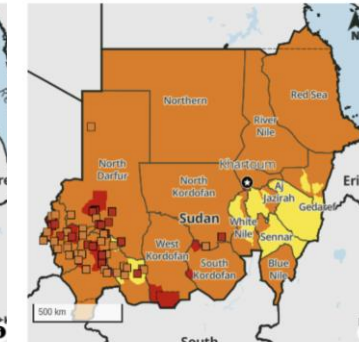 Northern
Red Sea
River
Nile
North
Darfur
Khartoum
North
Kordofan
Aj
Jazirah
Gedaref
Sudan
White
Nile
Sennar
West
Kordofan
South
Kordofan
Blue
Nile
500 km